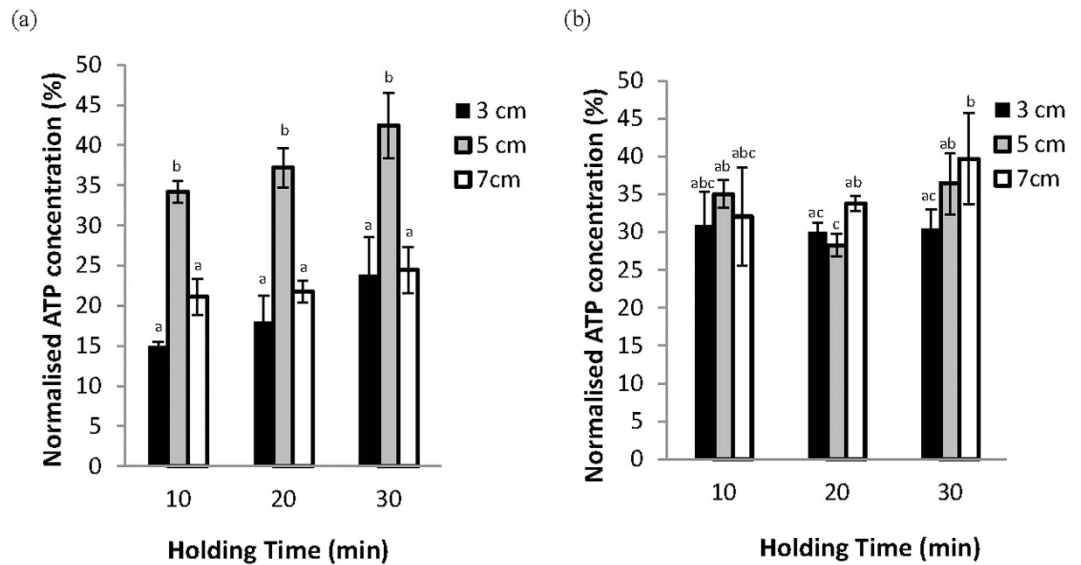 (a)
Normalised ATP concentration (%)
50
45
40
35
30
25
20
15
10
5
0
a
b
a
a
b
a
a
b
a
10
20
30
Holding Time (min)
3 cm
5 cm
7cm
(b)
Normalised ATP concentration (%)
50
45
40
35
30
25
20
15
10
5
0
abc
ab
abc
ac
c
ab
ac
ab
b
10
20
30
Holding Time (min)
3 cm
5 cm
7cm